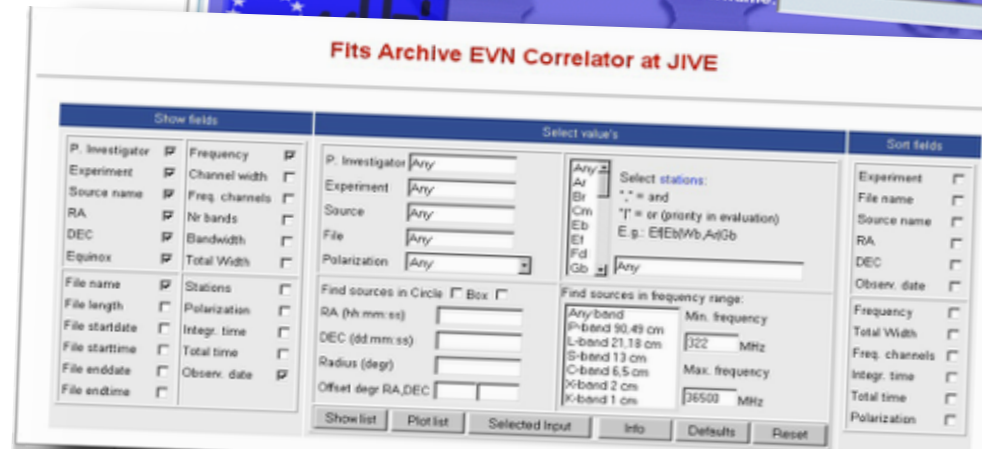 name:
Fits Archive EVN Correlator at JIVE
Show fields
P. Investigator
Experiment
Source name
RA
DEC
Equinox
File name
File length
File startdate
File starttime
File enddate
File endtime
Frequency
Channel width
Freq. channels
Nr bands
Bandwidth
Total Width
Stations
Polarization
Integr. time
Total time
Observ. date
Select value's
P. Investigator Any
Experiment Any
Source Any
File Any
Polarization Any
Any
Ar
Br
Cm
Eb
Ef
Fd
Gb
Select stations:
"," = and
"|" = or (priority in evaluation)
E.g.: Ef|Eb|Wb,Ar|Gb
Any
Find sources in Circle Box
RA (hh:mm:ss)
DEC (dd:mm:ss)
Radius (degr)
Offset degr RA,DEC
Find sources in frequency range:
Any band
P-band 90,49 cm
L-band 21,18 cm
S-band 13 cm
C-band 6,5 cm
X-band 2 cm
K-band 1 cm
Min. frequency
322 MHz
Max. frequency
36500 MHz
Show list
Plot list
Selected Input
Info
Defaults
Reset
Sort fields
Experiment
File name
Source name
RA
DEC
Observ. date
Frequency
Total Width
Freq. channels
Integr. time
Total time
Polarization